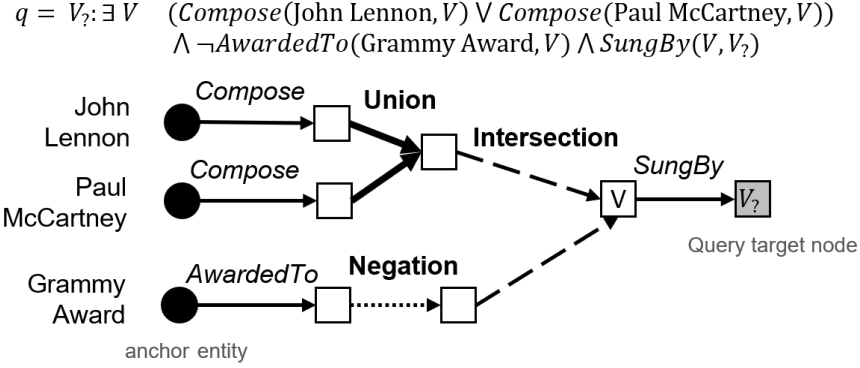 q = V?: ∃ V (Compose(John Lennon, V) ⋁ Compose(Paul McCartney, V))
⋀ ¬AwardedTo(Grammy Award, V) ⋀ SungBy(V, V?)
John
Lennon
Compose
Union
Intersection
Paul
McCartney
Compose
SungBy
V
V?
Query target node
Grammy
Award
AwardedTo
Negation
anchor entity